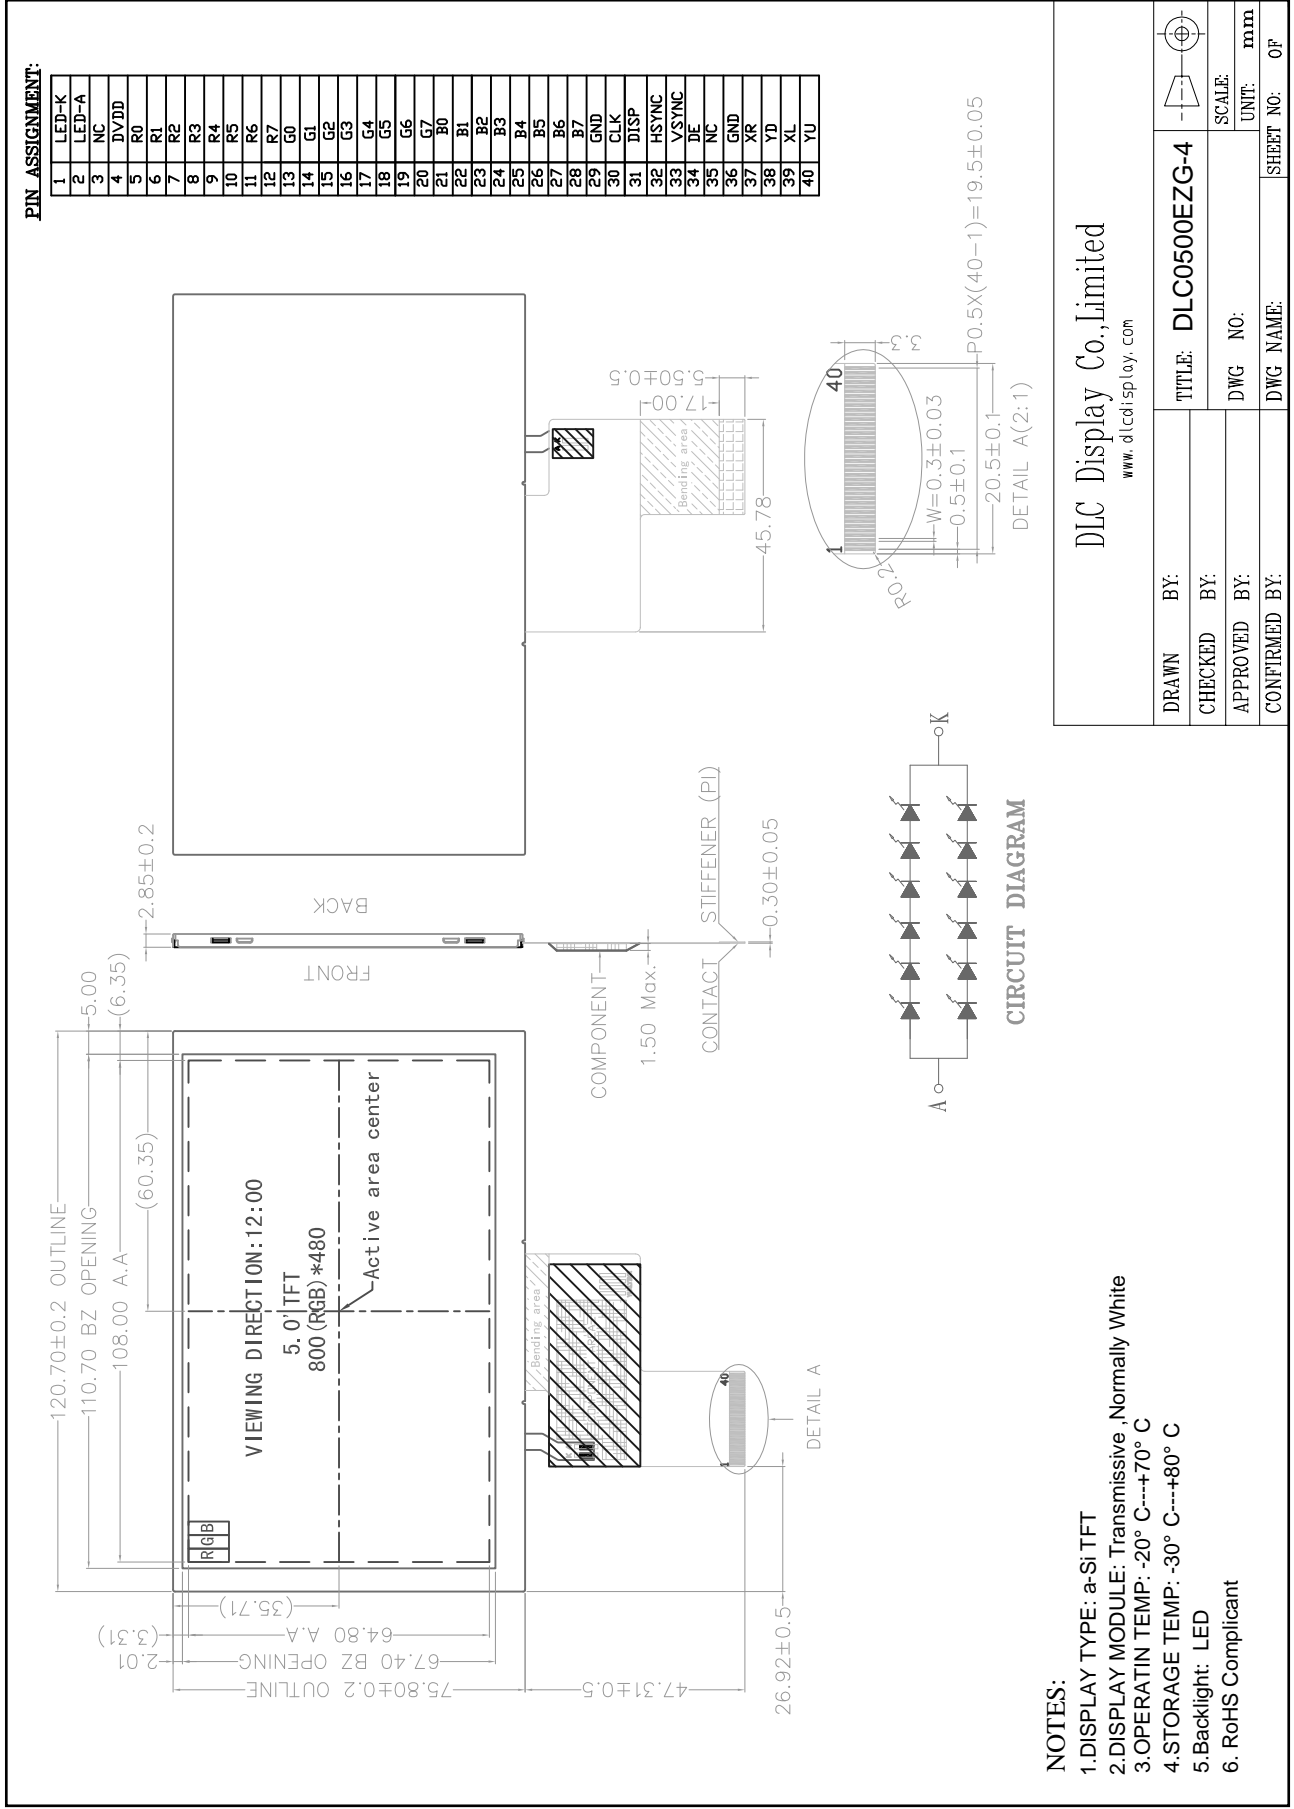 120.70±0.2 OUTLINE
110.70 BZ OPENING
108.00 A.A
(60.35)
5.00
(6.35)
75.80±0.2 OUTLINE
67.40 BZ OPENING
64.80 A.A
(35.71)
2.01
(3.31)
R G B
VIEWING DIRECTION:12:00
5.0'TFT
800(RGB)*480
Active area center
Bending area
1
40
DETAIL A
47.31±0.5
26.92±0.5
2.85±0.2
FRONT
BACK
COMPONENT
1.50 Max.
CONTACT
STIFFENER (PI)
0.30±0.05
Bending area
17.00
5.50±0.5
45.78
1
40
3.3
R0.2
W=0.3±0.03
0.5±0.1
P0.5X(40-1)=19.5±0.05
20.5±0.1
DETAIL A(2:1)
A
K
CIRCUIT DIAGRAM
PIN ASSIGNMENT:
1 LED-K
2 LED-A
3 NC
4 DVDD
5 R0
6 R1
7 R2
8 R3
9 R4
10 R5
11 R6
12 R7
13 G0
14 G1
15 G2
16 G3
17 G4
18 G5
19 G6
20 G7
21 B0
22 B1
23 B2
24 B3
25 B4
26 B5
27 B6
28 B7
29 GND
30 CLK
31 DISP
32 HSYNC
33 VSYNC
34 DE
35 NC
36 GND
37 XR
38 YD
39 XL
40 YU
NOTES:
1.DISPLAY TYPE: a-Si TFT
2.DISPLAY MODULE: Transmissive ,Normally White
3.OPERATIN TEMP: -20° C---+70° C
4.STORAGE TEMP: -30° C---+80° C
5.Backlight: LED
6. RoHS Complicant
DLC Display Co.,Limited
www.dlcdisplay.com
DRAWN BY:
CHECKED BY:
APPROVED BY:
CONFIRMED BY:
TITLE: DLC0500EZG-4
DWG NO:
DWG NAME:
SCALE:
UNIT: mm
SHEET NO: OF